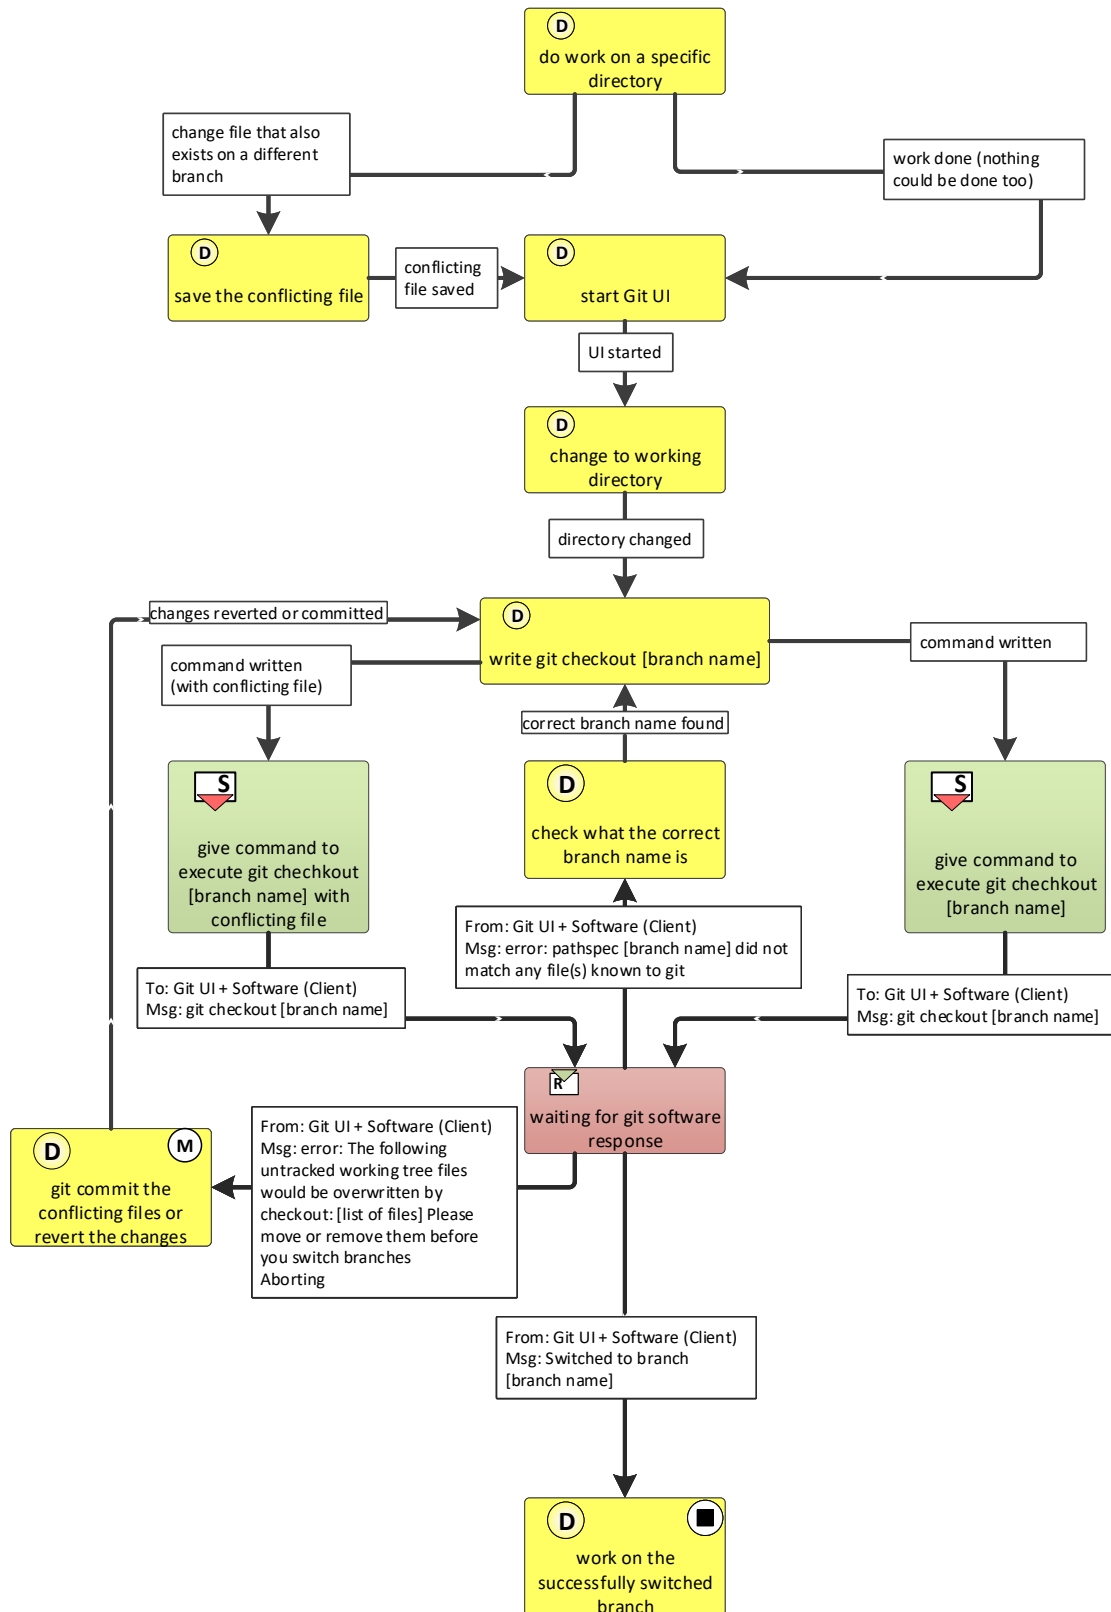 D
do work on a specific
directory
change file that also
exists on a different
branch
work done (nothing
could be done too)
D
save the conflicting file
conflicting
file saved
D
start Git UI
UI started
D
change to working
directory
directory changed
changes reverted or committed
D
write git checkout [branch name]
command written
(with conflicting file)
command written
correct branch name found
S
give command to
execute git chechkout
[branch name] with
conflicting file
D
check what the correct
branch name is
S
give command to
execute git chechkout
[branch name]
From: Git UI + Software (Client)
Msg: error: pathspec [branch name] did not
match any file(s) known to git
To: Git UI + Software (Client)
Msg: git checkout [branch name]
To: Git UI + Software (Client)
Msg: git checkout [branch name]
R
waiting for git software
response
From: Git UI + Software (Client)
Msg: error: The following
untracked working tree files
would be overwritten by
checkout: [list of files] Please
move or remove them before
you switch branches
Aborting
D
M
git commit the
conflicting files or
revert the changes
From: Git UI + Software (Client)
Msg: Switched to branch
[branch name]
D
work on the
successfully switched
branch